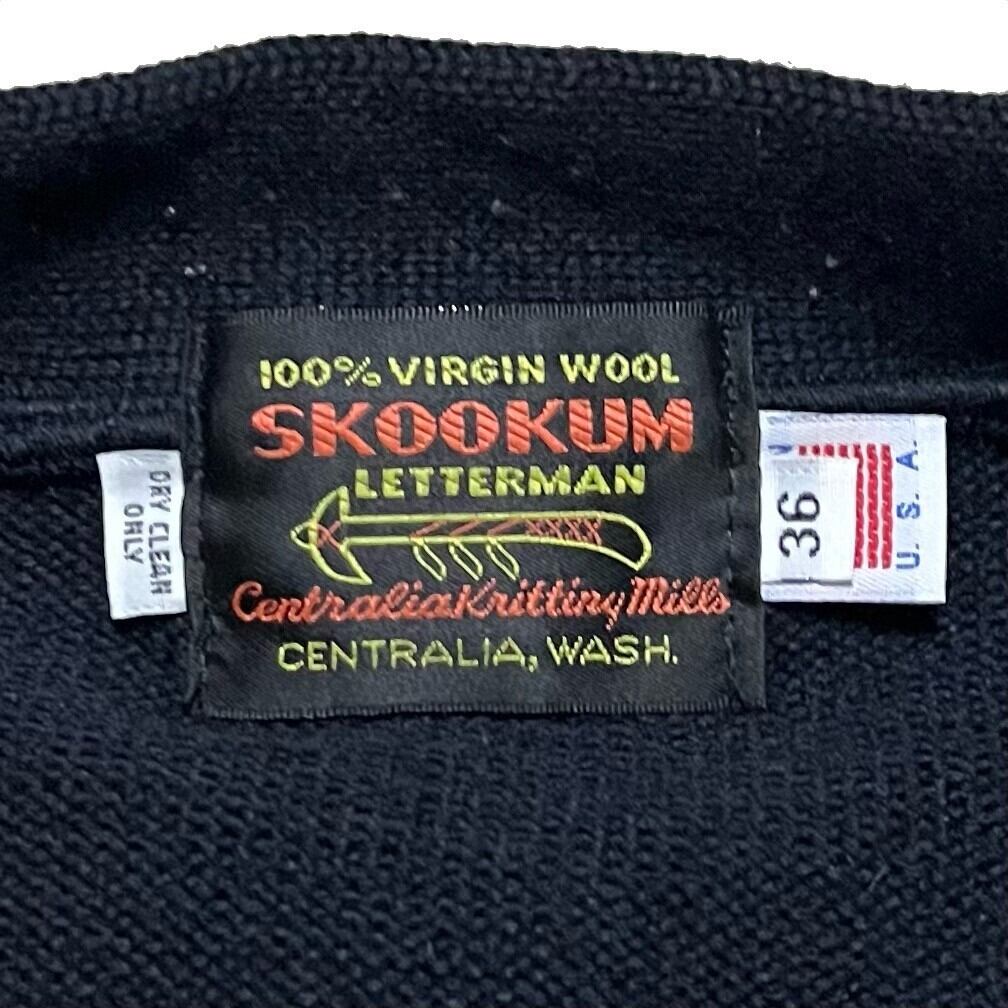 100% VIRGIN WOOL
SKOOKUM
LETTERMAN
Centralia Knitting Mills
CENTRALIA, WASH.
DRY CLEAN
ONLY
36
U. S. A.